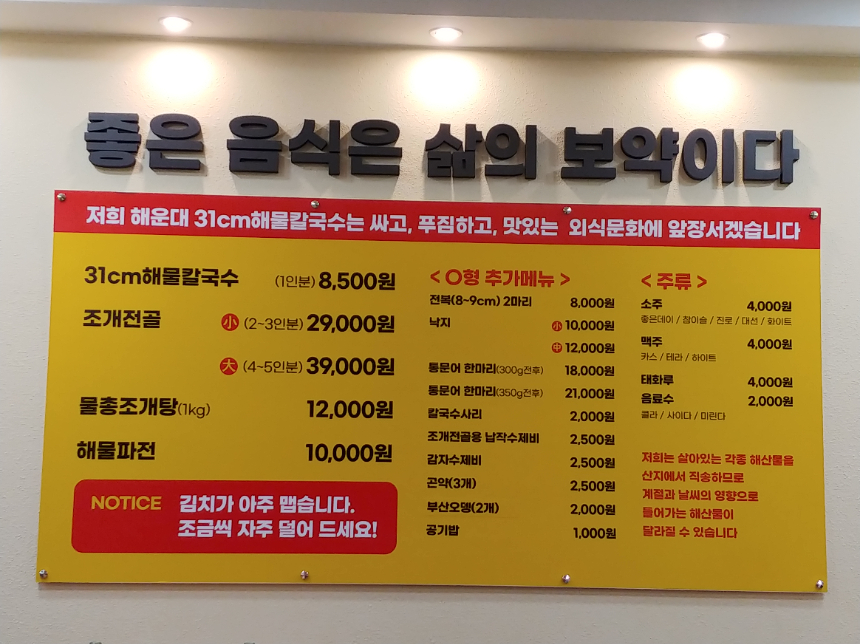 좋은 음식은 삶의 보약이다
저희 해운대 31cm해물칼국수는 싸고, 푸짐하고, 맛있는 외식문화에 앞장서겠습니다
31cm해물칼국수 (1인분) 8,500원
조개전골 小 (2~3인분) 29,000원
大 (4~5인분) 39,000원
물총조개탕(1kg) 12,000원
해물파전 10,000원
NOTICE 김치가 아주 맵습니다.
조금씩 자주 덜어 드세요!
< O형 추가메뉴 >
전복(8~9cm) 2마리 8,000원
낙지 小 10,000원
中 12,000원
통문어 한마리(300g전후) 18,000원
통문어 한마리(350g전후) 21,000원
칼국수사리 2,000원
조개전골용 납작수제비 2,500원
감자수제비 2,500원
곤약(3개) 2,500원
부산오뎅(2개) 2,000원
공기밥 1,000원
< 주류 >
소주 4,000원
좋은데이 / 참이슬 / 진로 / 대선 / 화이트
맥주 4,000원
카스 / 테라 / 하이트
태화루 4,000원
음료수 2,000원
콜라 / 사이다 / 미린다
저희는 살아있는 각종 해산물을
산지에서 직송하므로
계절과 날씨의 영향으로
들어가는 해산물이
달라질 수 있습니다